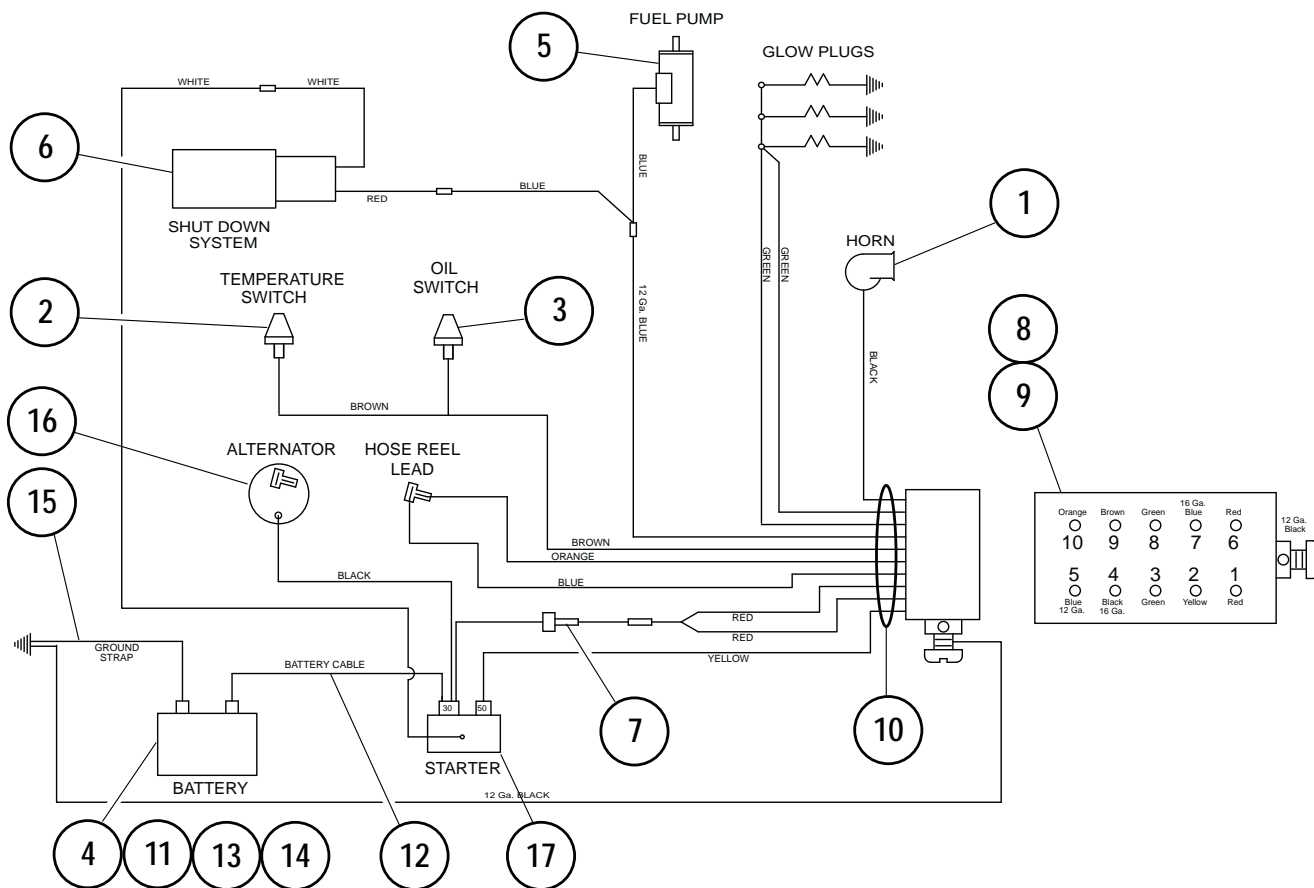 FUEL PUMP
5
GLOW PLUGS
WHITE
WHITE
6
BLUE
RED
BLUE
SHUT DOWN
SYSTEM
1
HORN
GREEN
GREEN
TEMPERATURE
SWITCH
OIL
SWITCH
2
3
12 Ga. BLUE
8
BLACK
9
BROWN
16
ALTERNATOR
HOSE REEL
LEAD
15
Orange
Brown
Green
16 Ga.
Blue
Red
10
9
8
7
6
12 Ga.
Black
5
4
3
2
1
Blue
12 Ga.
Black
16 Ga.
Green
Yellow
Red
BROWN
ORANGE
BLACK
BLUE
RED
RED
GROUND
STRAP
YELLOW
BATTERY CABLE
30
50
7
10
STARTER
BATTERY
12 Ga. BLACK
4
11
13
14
12
17